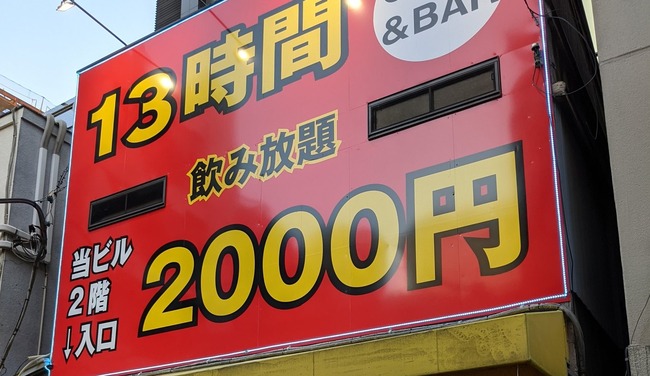 13時間
&BAR
飲み放題
2000円
当ビル
2階
↓入口